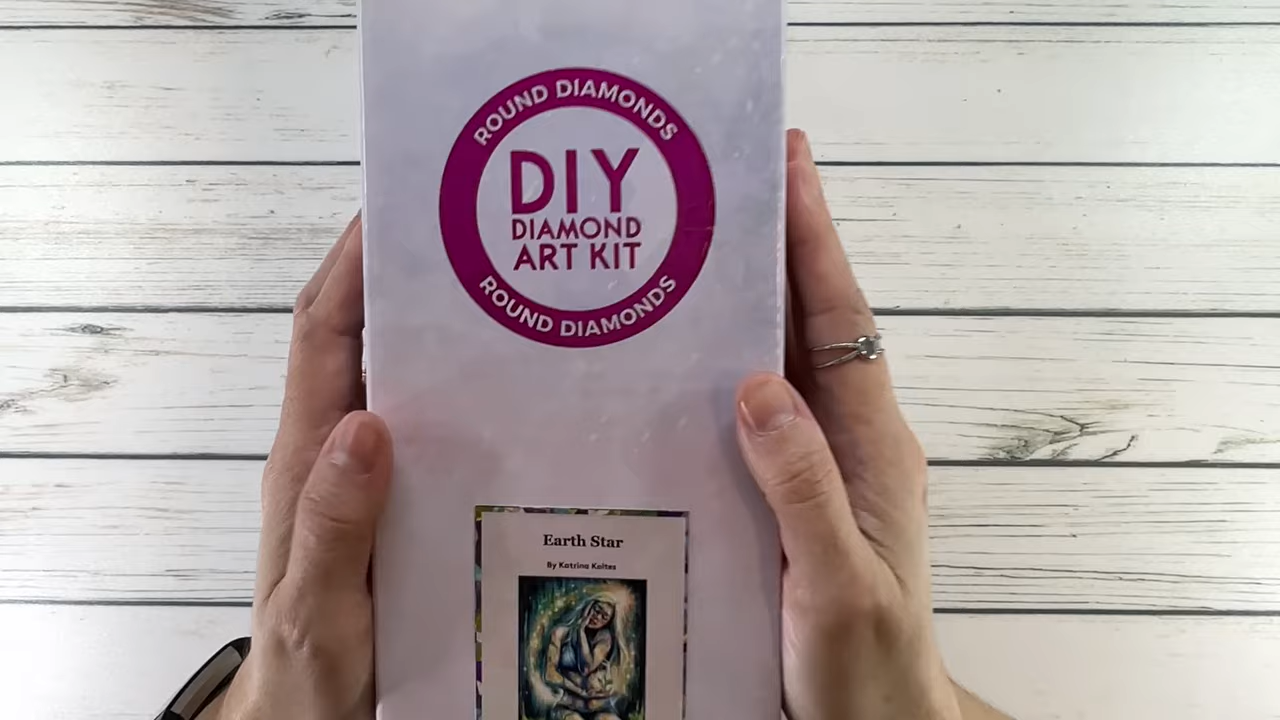 ROUND DIAMONDS
DIY
DIAMOND
ART KIT
ROUND DIAMONDS
Earth Star
By Katrina Koltes